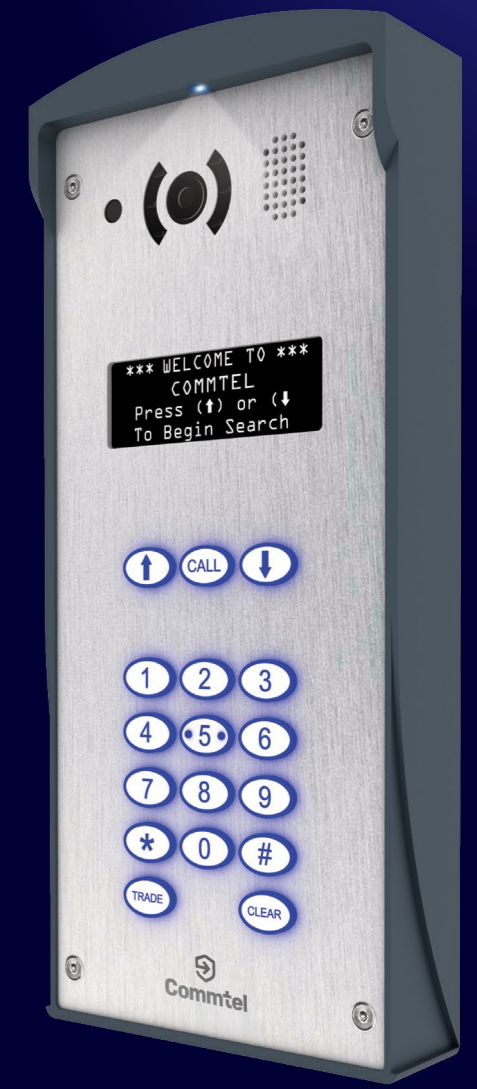 *** WELCOME TO ***
COMMTEL
Press (⬆) or (⬇
To Begin Search
⬆ CALL ⬇
1 2 3
4 5 6
7 8 9
* 0 #
TRADE CLEAR
Commtel